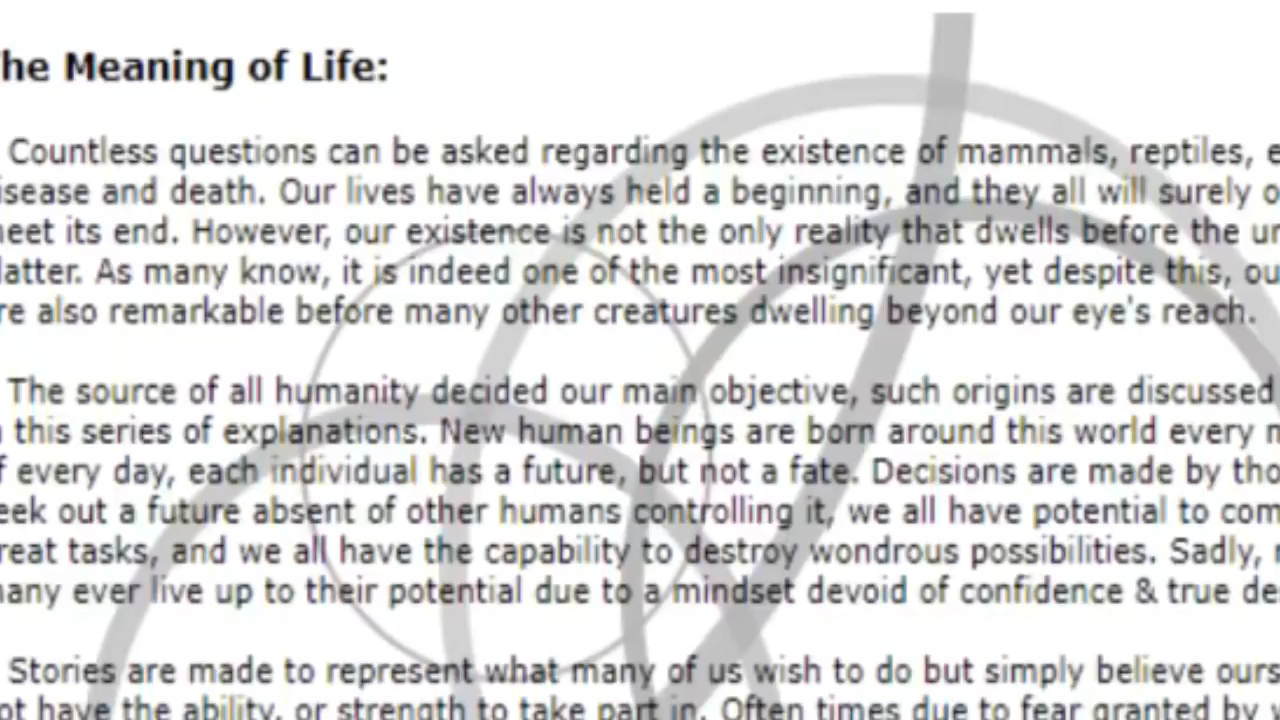 he Meaning of Life:
Countless questions can be asked regarding the existence of mammals, reptiles, e
isease and death. Our lives have always held a beginning, and they all will surely o
neet its end. However, our existence is not the only reality that dwells before the un
latter. As many know, it is indeed one of the most insignificant, yet despite this, ou
re also remarkable before many other creatures dwelling beyond our eye's reach.
The source of all humanity decided our main objective, such origins are discussed
this series of explanations. New human beings are born around this world every m
f every day, each individual has a future, but not a fate. Decisions are made by tho
eek out a future absent of other humans controlling it, we all have potential to com
reat tasks, and we all have the capability to destroy wondrous possibilities. Sadly,
any ever live up to their potential due to a mindset devoid of confidence & true de
Stories are made to represent what many of us wish to do but simply believe ours
ot have the ability, or strength to take part in. Often times due to fear granted by